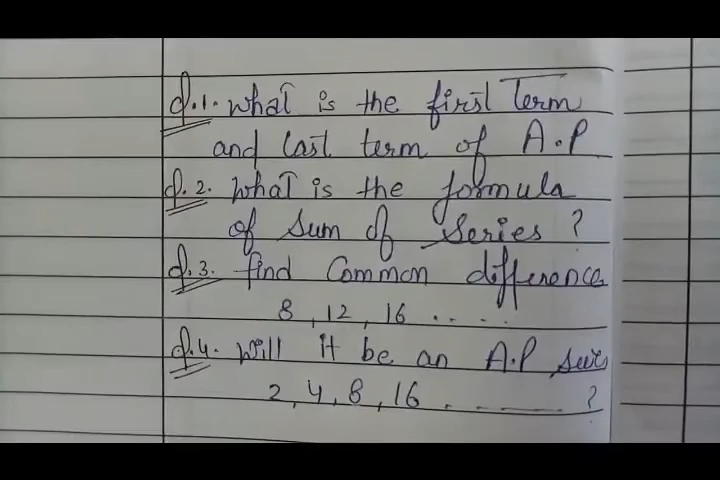 Q.1. What is the first Term
and last term of A.P
Q.2. What is the formula
of Sum of Series ?
Q.3. find Common difference
8, 12, 16 .. ...
Q.4. Will it be an A.P
2, 4, 8, 16 . . ____ ?